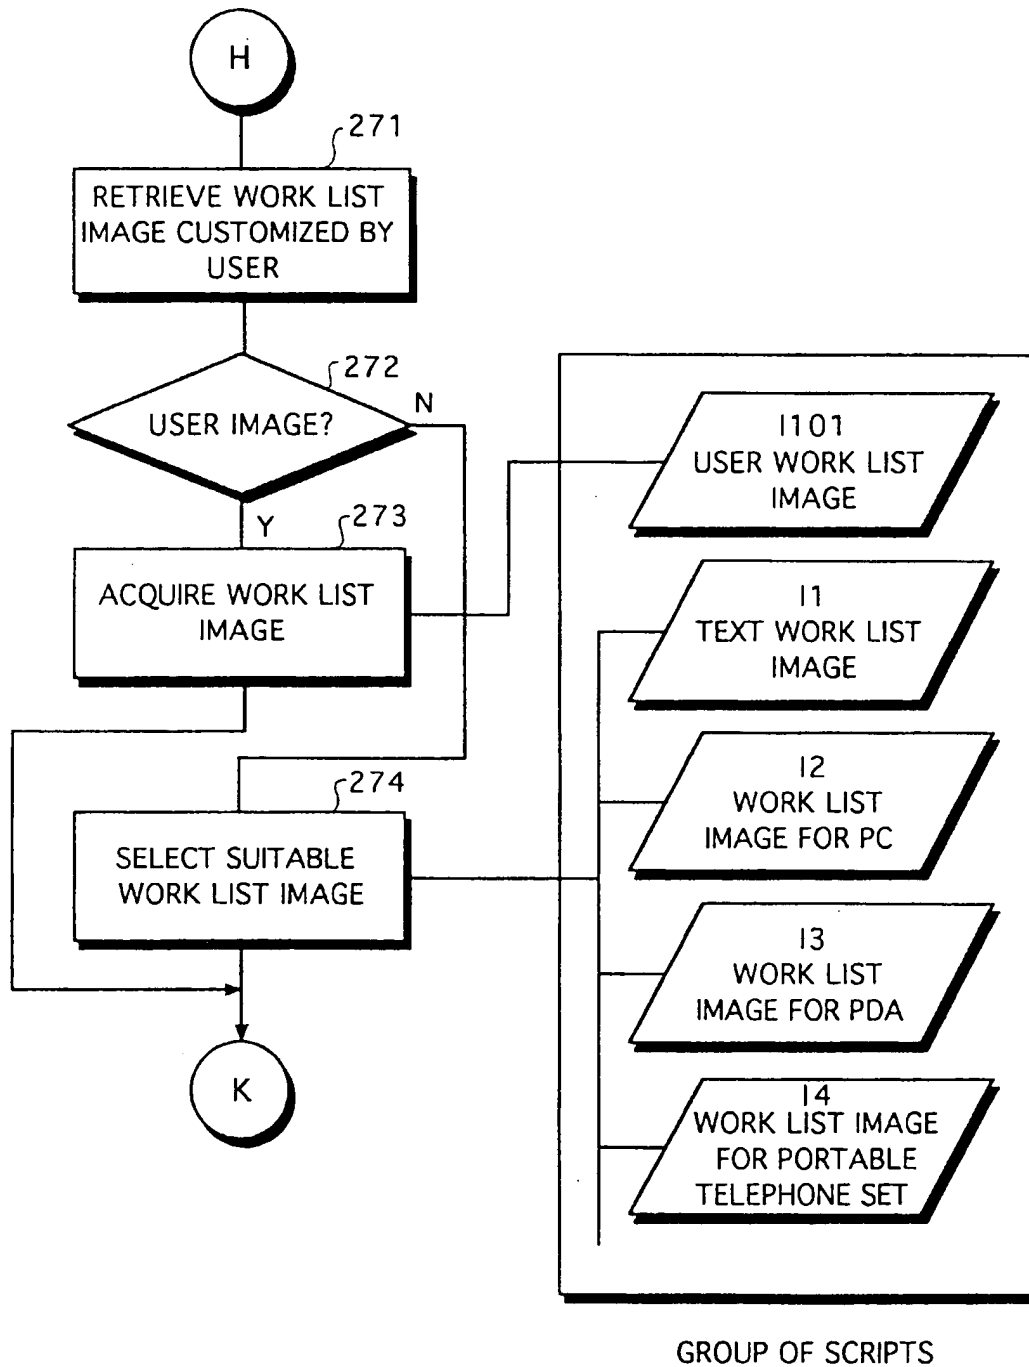 H
271
RETRIEVE WORK LIST
IMAGE CUSTOMIZED BY
USER
272
USER IMAGE?
N
Y
273
ACQUIRE WORK LIST
IMAGE
274
SELECT SUITABLE
WORK LIST IMAGE
K
I101
USER WORK LIST
IMAGE
I1
TEXT WORK LIST
IMAGE
I2
WORK LIST
IMAGE FOR PC
I3
WORK LIST
IMAGE FOR PDA
I4
WORK LIST IMAGE
FOR PORTABLE
TELEPHONE SET
GROUP OF SCRIPTS